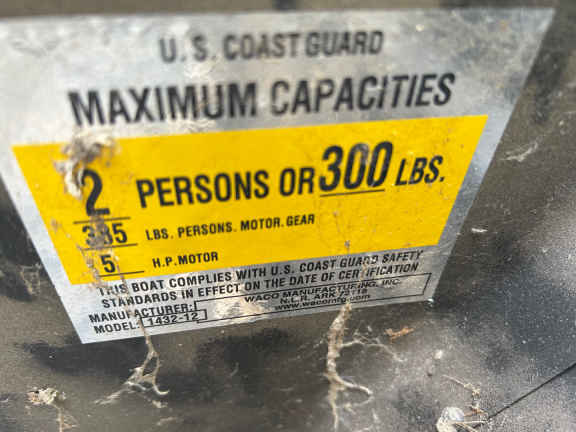 U.S. COAST GUARD
MAXIMUM CAPACITIES
2 PERSONS OR 300 LBS.
385 LBS. PERSONS. MOTOR. GEAR
5 H.P. MOTOR
THIS BOAT COMPLIES WITH U.S. COAST GUARD SAFETY
STANDARDS IN EFFECT ON THE DATE OF CERTIFICATION
MANUFACTURER: WACO MANUFACTURING, INC.
N.L.R. ARK 72118
MODEL: 1432-12 www.wacomfg.com